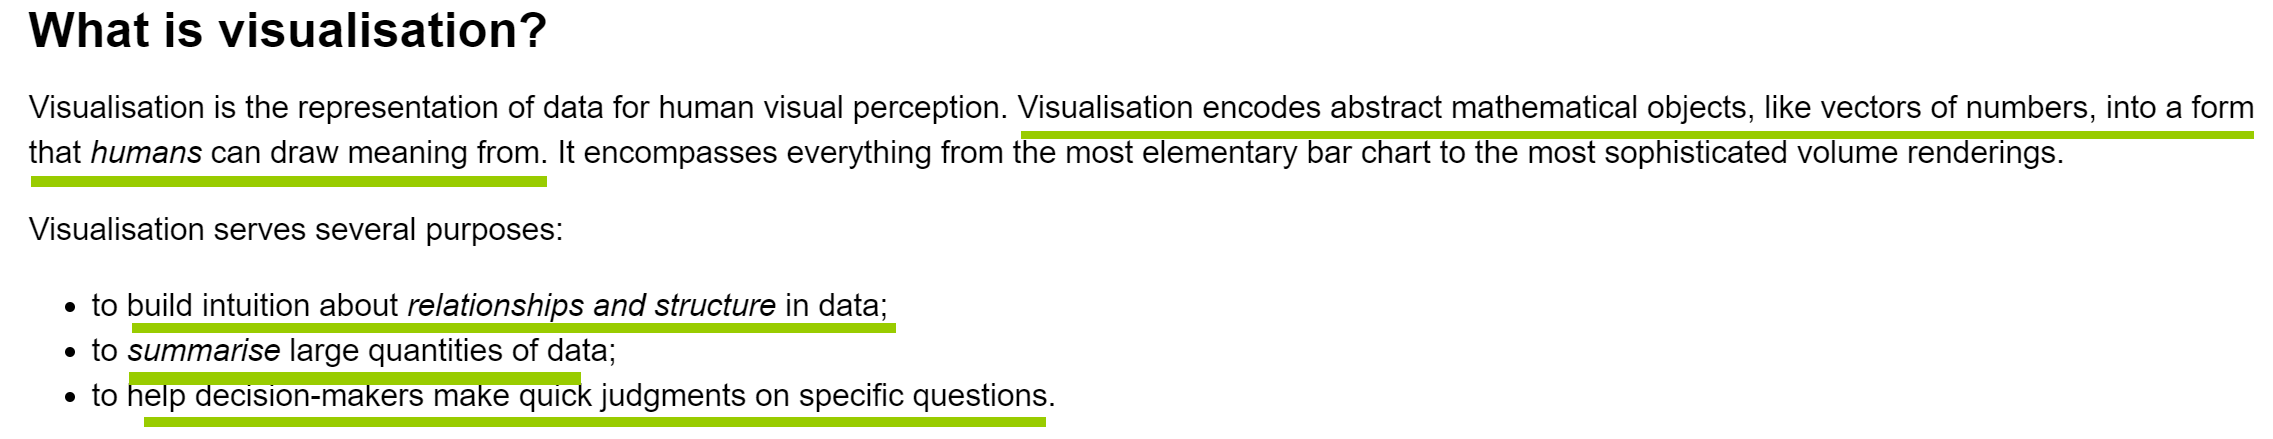 What is visualisation?
Visualisation is the representation of data for human visual perception. Visualisation encodes abstract mathematical objects, like vectors of numbers, into a form
that humans can draw meaning from. It encompasses everything from the most elementary bar chart to the most sophisticated volume renderings.
Visualisation serves several purposes:
• to build intuition about relationships and structure in data;
• to summarise large quantities of data;
• to help decision-makers make quick judgments on specific questions.